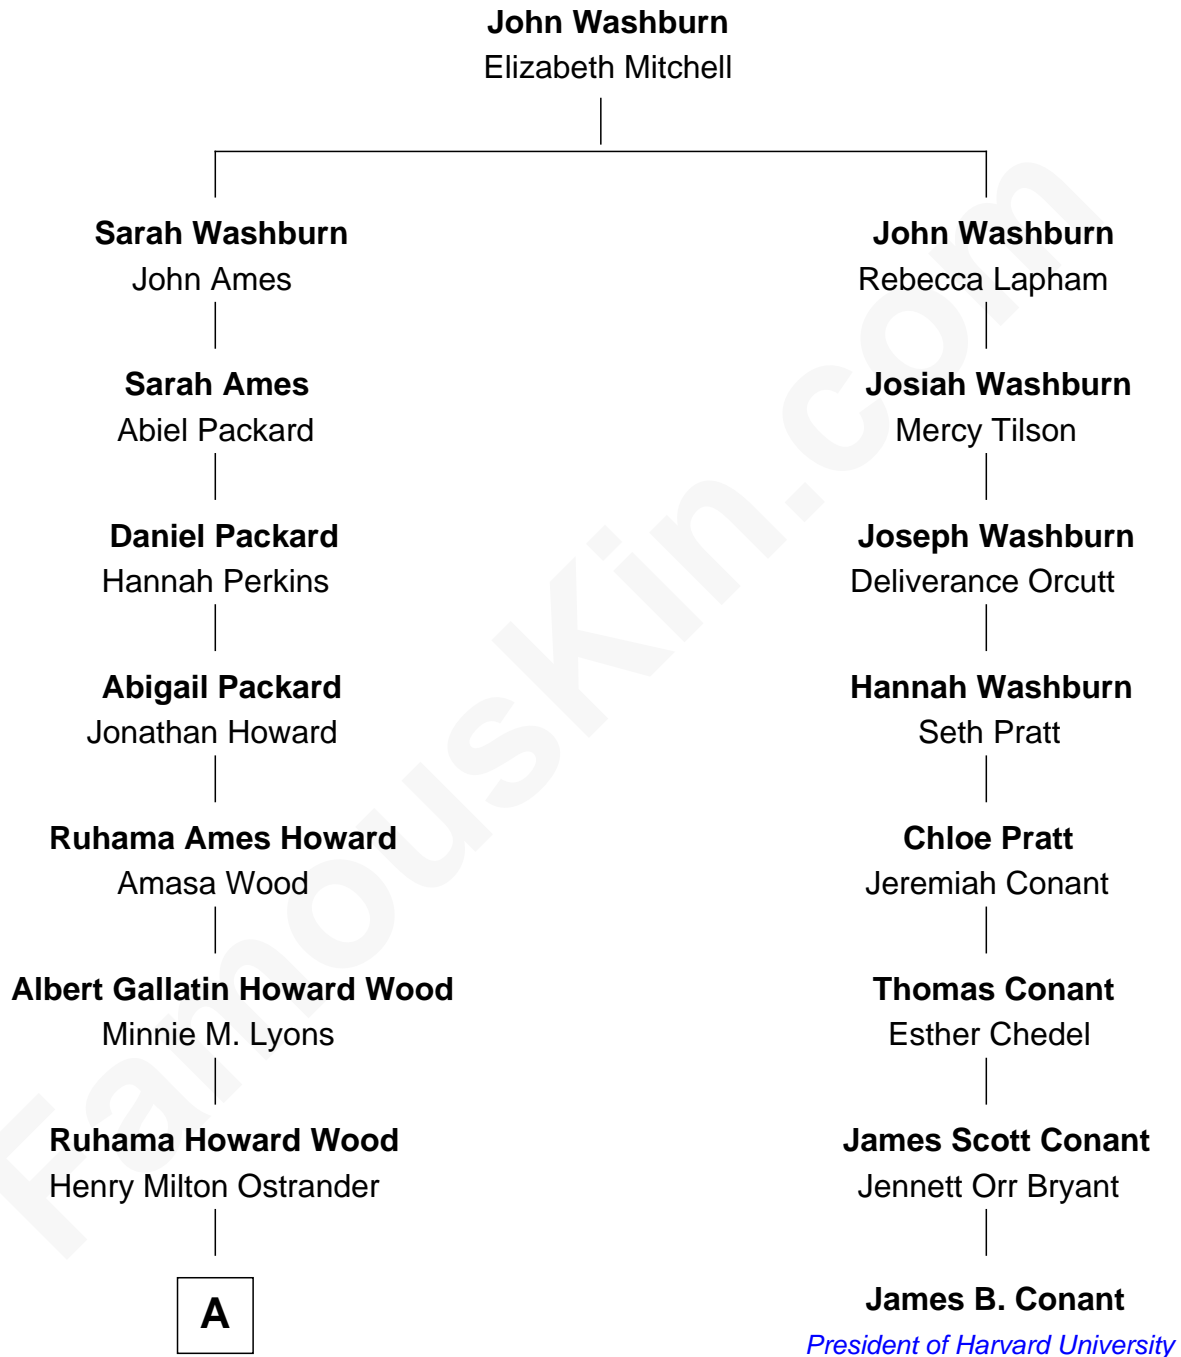 John Washburn
Elizabeth Mitchell
Sarah Washburn
John Ames
John Washburn
Rebecca Lapham
Sarah Ames
Abiel Packard
Josiah Washburn
Mercy Tilson
Daniel Packard
Hannah Perkins
Joseph Washburn
Deliverance Orcutt
Abigail Packard
Jonathan Howard
Hannah Washburn
Seth Pratt
Ruhama Ames Howard
Amasa Wood
Chloe Pratt
Jeremiah Conant
Albert Gallatin Howard Wood
Minnie M. Lyons
Thomas Conant
Esther Chedel
Ruhama Howard Wood
Henry Milton Ostrander
James Scott Conant
Jennett Orr Bryant
A
James B. Conant
President of Harvard University
FamousKin.com